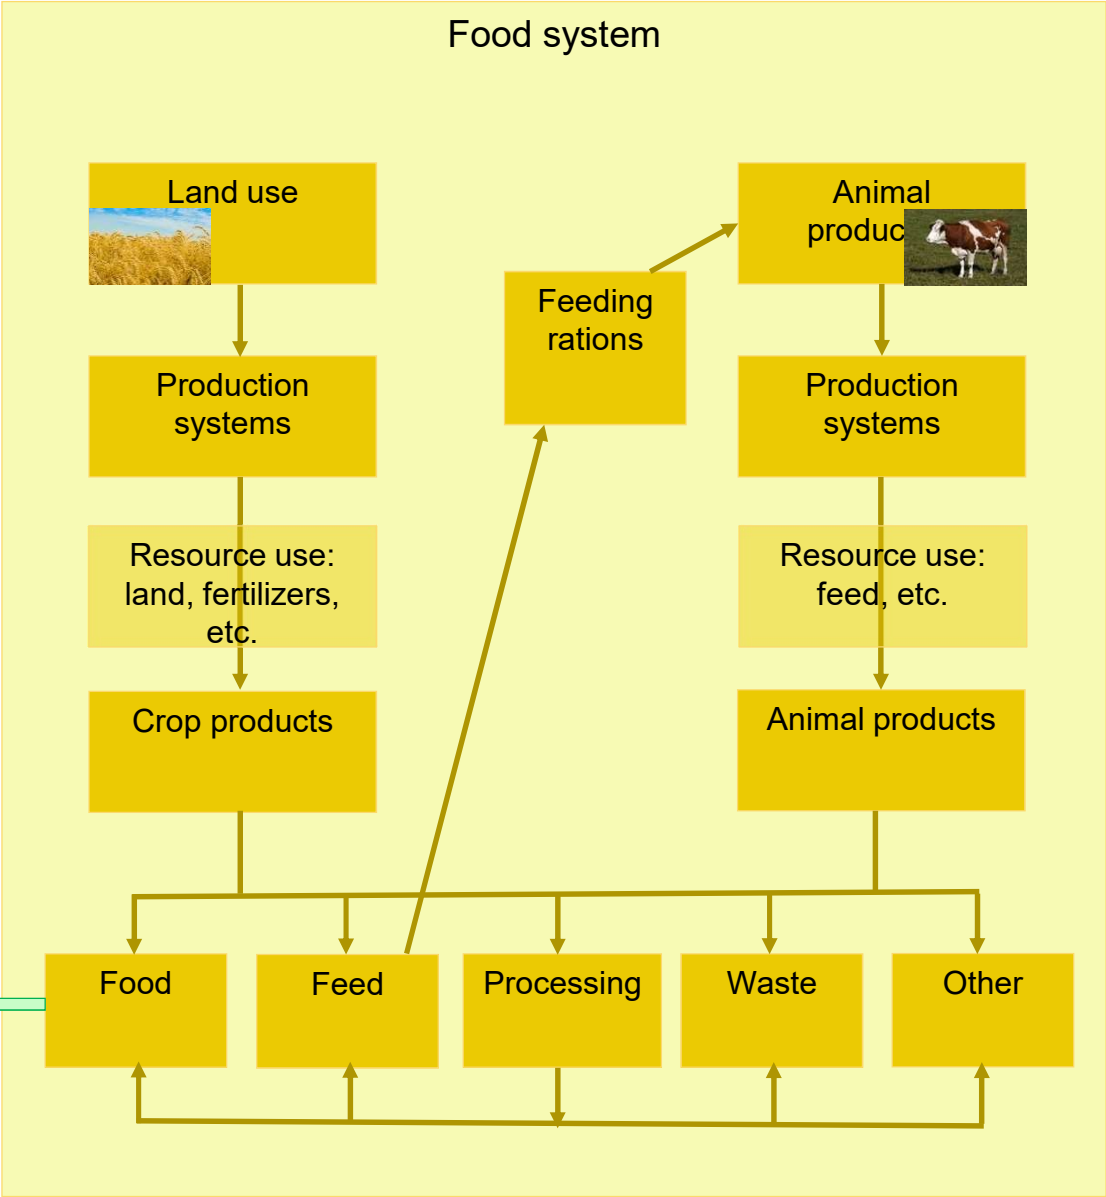 Food system
Land use
Animal
produc
Feeding
rations
Production
systems
Production
systems
Resource use:
land, fertilizers,
etc.
Resource use:
feed, etc.
Crop products
Animal products
Food
Feed
Processing
Waste
Other